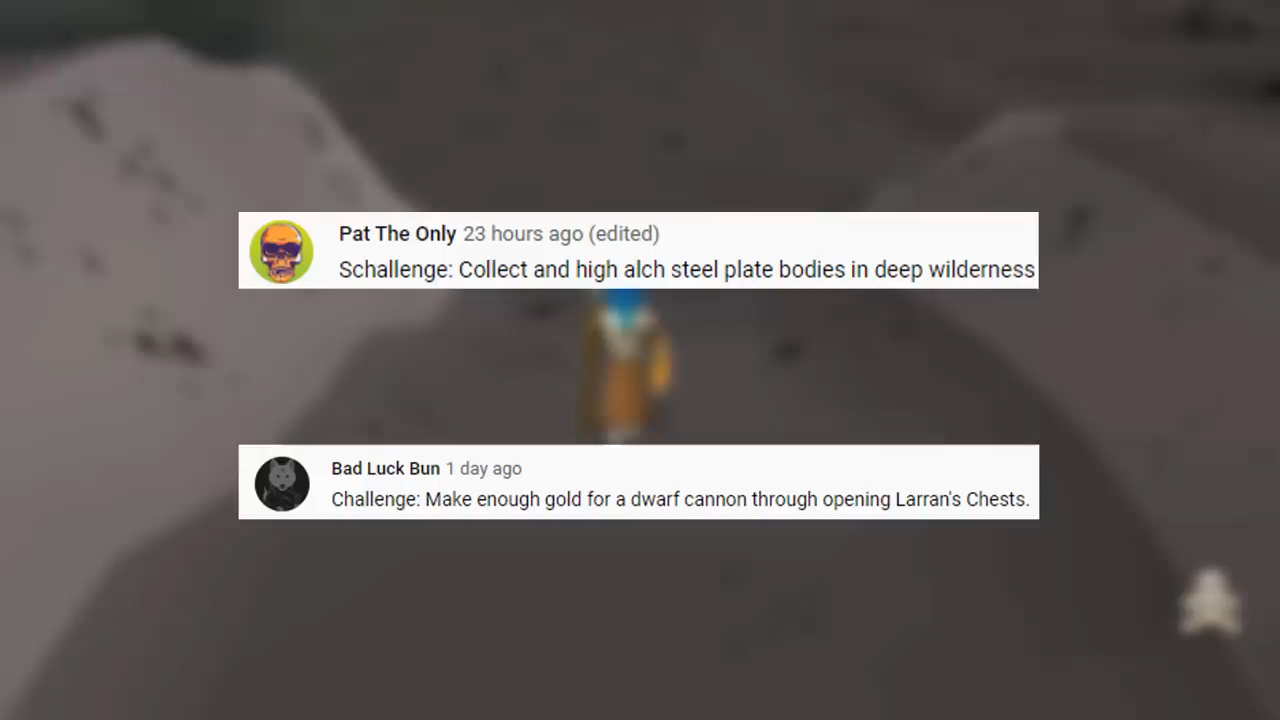 Pat The Only 23 hours ago (edited)
Schallenge: Collect and high alch steel plate bodies in deep wilderness
Bad Luck Bun 1 day ago
Challenge: Make enough gold for a dwarf cannon through opening Larran's Chests.